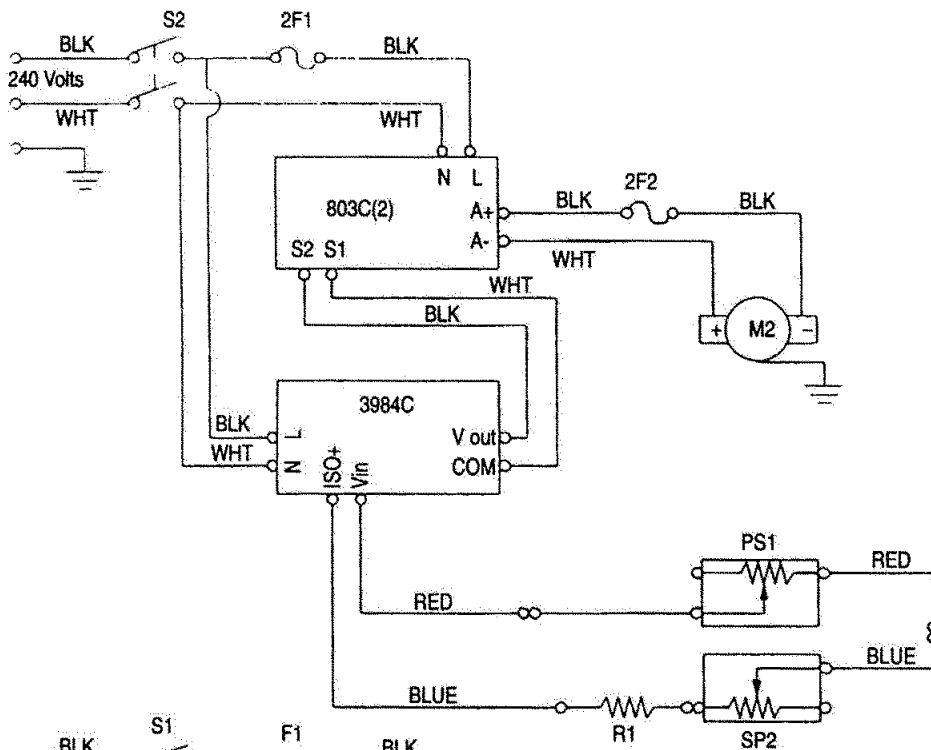 S2 2F1
BLK BLK
240 Volts
WHT WHT
N L
803C(2) A+ BLK 2F2 BLK
A-
S2 S1 WHT
WHT
BLK
+ M2 -
3984C
BLK L V out
WHT N ISO+ Vin COM
PS1
RED
RED
BLUE
BLUE
R1 SP2
S1 F1
BLK BLK